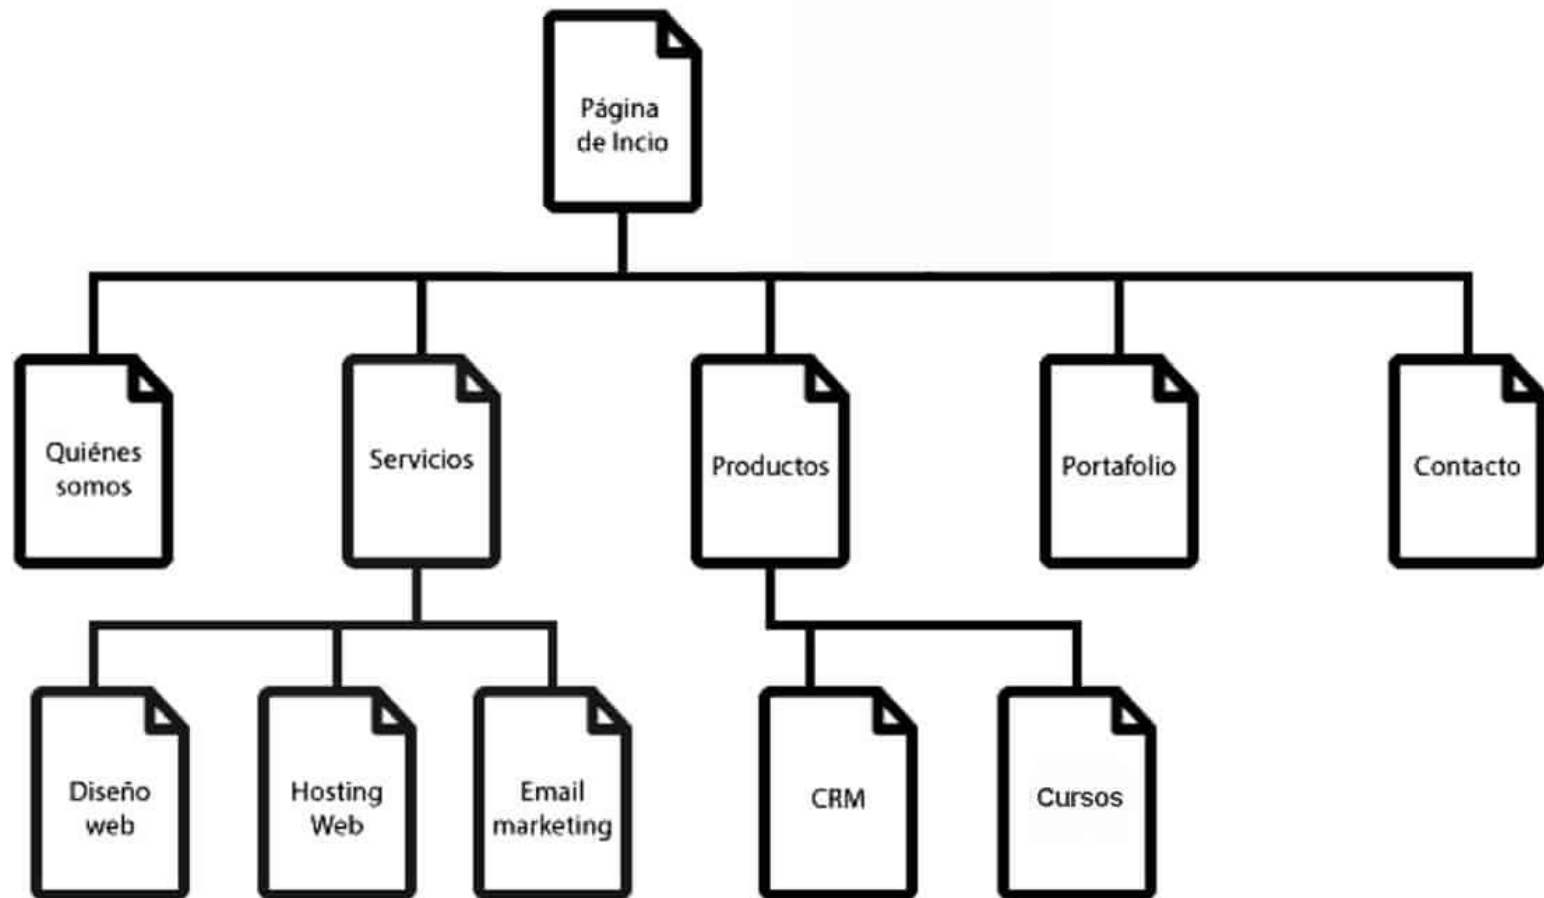 Página
de Incio
Quiénes
somos
Servicios
Productos
Portafolio
Contacto
Diseño
web
Hosting
Web
Email
marketing
CRM
Cursos